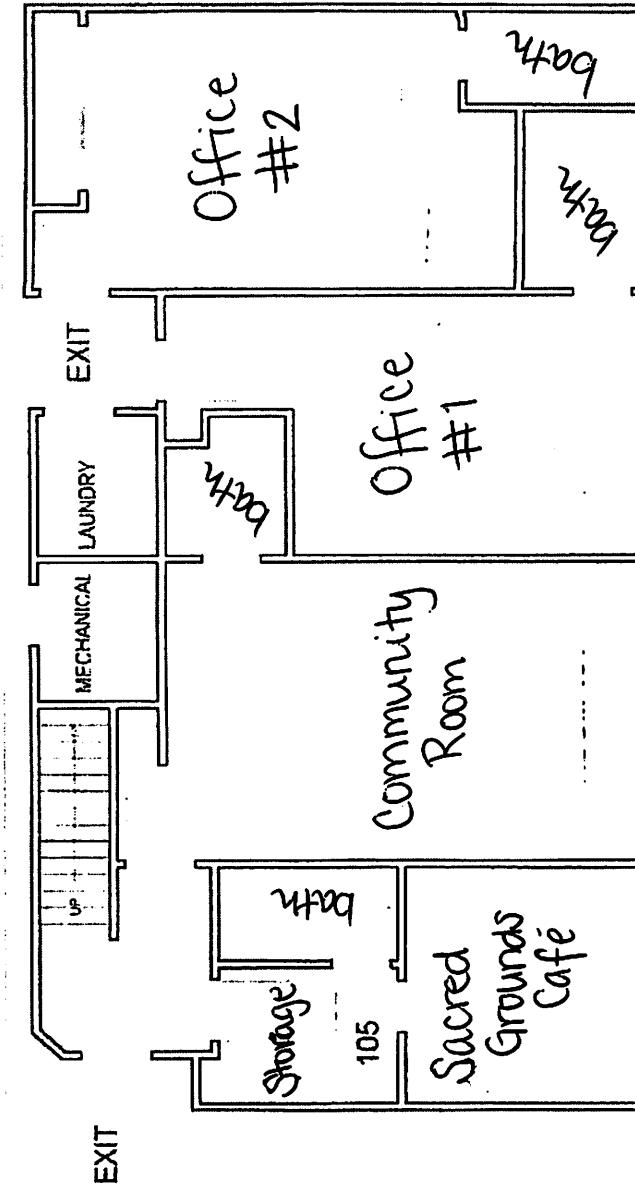 EXIT
UP
MECHANICAL
LAUNDRY
EXIT
Storage
105
bath
bath
Office
#2
bath
bath
Community
Room
Office
#1
Sacred
Grounds
Café